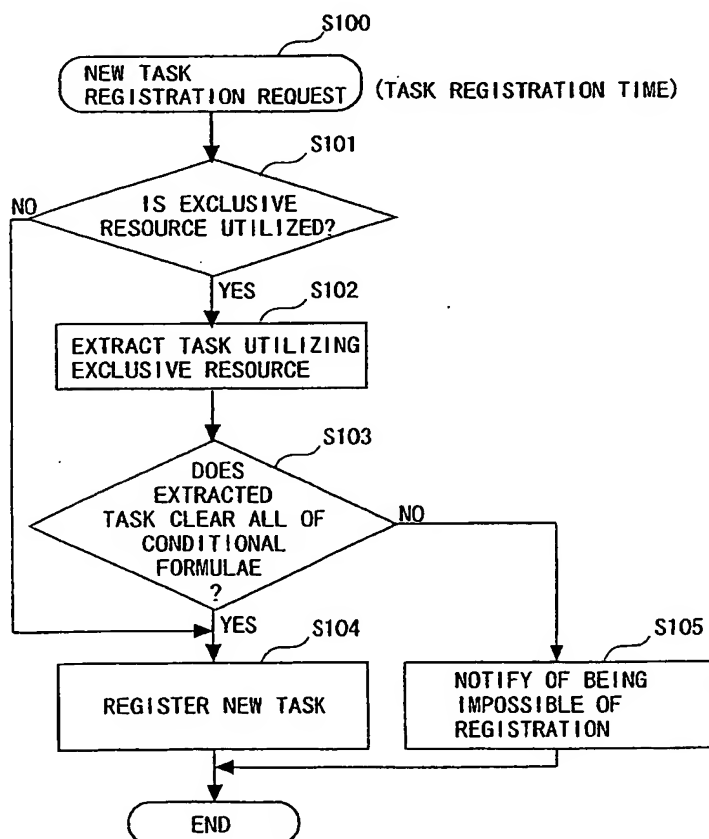 S100
NEW TASK
REGISTRATION REQUEST
(TASK REGISTRATION TIME)
S101
NO
IS EXCLUSIVE
RESOURCE UTILIZED?
YES
S102
EXTRACT TASK UTILIZING
EXCLUSIVE RESOURCE
S103
DOES
EXTRACTED
TASK CLEAR ALL OF
CONDITIONAL
FORMULAE
?
NO
YES
S104
REGISTER NEW TASK
S105
NOTIFY OF BEING
IMPOSSIBLE OF
REGISTRATION
END